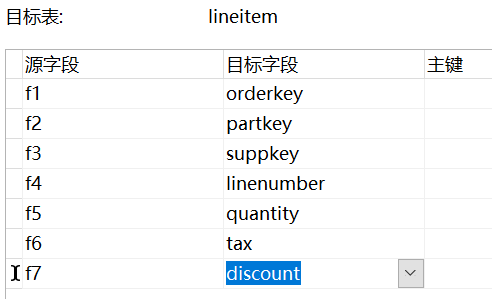 目标表: lineitem
源字段 目标字段 主键
f1 orderkey
f2 partkey
f3 suppkey
f4 linenumber
f5 quantity
f6 tax
f7 discount